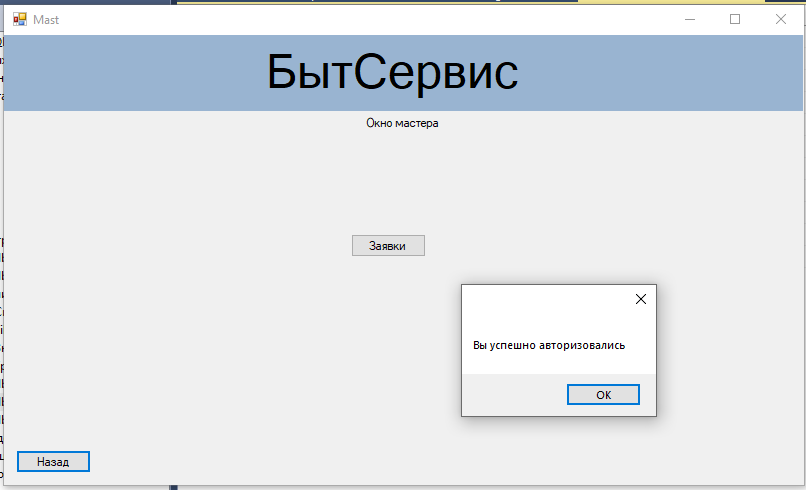 Mast
БытСервис
Окно мастера
Заявки
Вы успешно авторизовались
OK
Назад